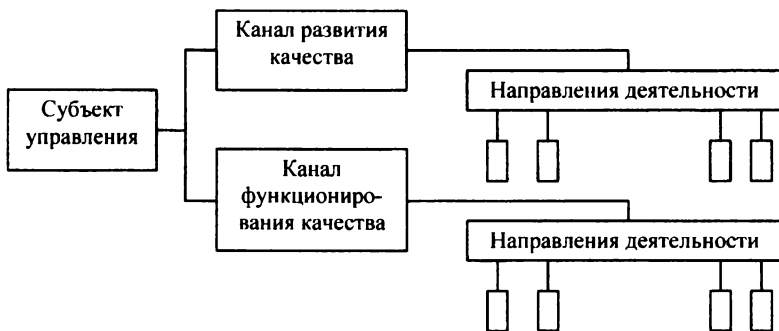 Канал развития
качества
Направления деятельности
Субъект
управления
Канал
функциониро-
вания качества
Направления деятельности